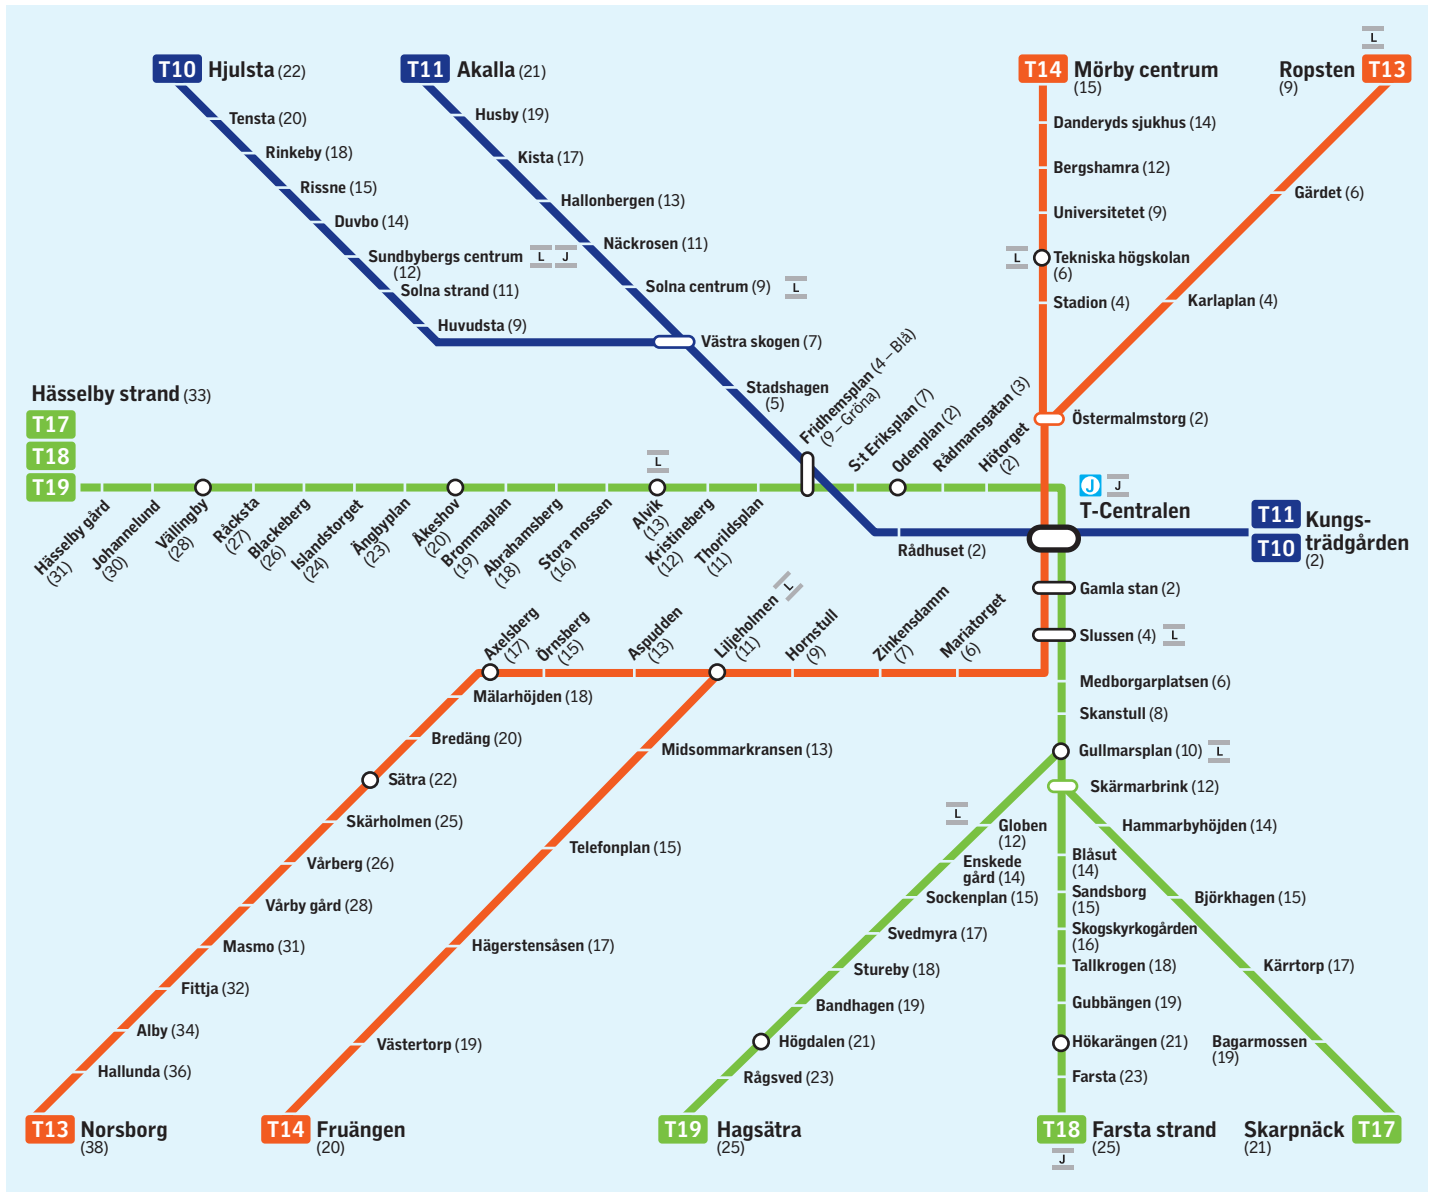 T10 Hjulsta (22)
Tensta (20)
Rinkeby (18)
Rissne (15)
Duvbo (14)
Sundbybergs centrum
(12)
L J
Solna strand (11)
Huvudsta (9)
T11 Akalla (21)
Husby (19)
Kista (17)
Hallonbergen (13)
Näckrosen (11)
Solna centrum (9)
L
Västra skogen (7)
Stadshagen
(5)
Fridhemsplan (4 – Blå)
(9 – Gröna)
Rådhuset (2)
T14 Mörby centrum
(15)
Danderyds sjukhus (14)
Bergshamra (12)
Universitetet (9)
L
Tekniska högskolan
(6)
Stadion (4)
L
Ropsten T13
(9)
Gärdet (6)
Karlaplan (4)
Östermalmstorg (2)
Hässelby strand (33)
T17
T18
T19
Hässelby gård
(31)
Johannelund
(30)
Vällingby
(28)
Råcksta
(27)
Blackeberg
(26)
Islandstorget
(24)
Ängbyplan
(23)
Åkeshov
(20)
Brommaplan
(19)
Abrahamsberg
(18)
Stora mossen
(16)
L
Alvik
(13)
Kristineberg
(12)
Thorildsplan
(11)
S:t Eriksplan (7)
Odenplan (2)
Rådmansgatan (3)
Hötorget
(2)
J J
T-Centralen
T11
T10
Kungs-
trädgården
(2)
Gamla stan (2)
Slussen (4)
L
Medborgarplatsen (6)
Skanstull (8)
Gullmarsplan (10)
L
Skärmarbrink (12)
Axelsberg
(17)
Örnsberg
(15)
Aspudden
(13)
Liljeholmen
(11)
L
Hornstull
(9)
Zinkensdamm
(7)
Mariatorget
(6)
Mälarhöjden (18)
Bredäng (20)
Sätra (22)
Skärholmen (25)
Vårberg (26)
Vårby gård (28)
Masmo (31)
Fittja (32)
Alby (34)
Hallunda (36)
T13 Norsborg
(38)
Midsommarkransen (13)
Telefonplan (15)
Hägerstensåsen (17)
Västertorp (19)
T14 Fruängen
(20)
L
Globen
(12)
Enskede
gård (14)
Sockenplan (15)
Svedmyra (17)
Stureby (18)
Bandhagen (19)
Högdalen (21)
Rågsved (23)
T19 Hagsätra
(25)
Blåsut
(14)
Sandsborg
(15)
Skogskyrkogården
(16)
Tallkrogen (18)
Gubbängen (19)
Hökarängen (21)
Farsta (23)
T18 Farsta strand
(25)
J
Hammarbyhöjden (14)
Björkhagen (15)
Kärrtorp (17)
Bagarmossen
(19)
Skarpnäck T17
(21)